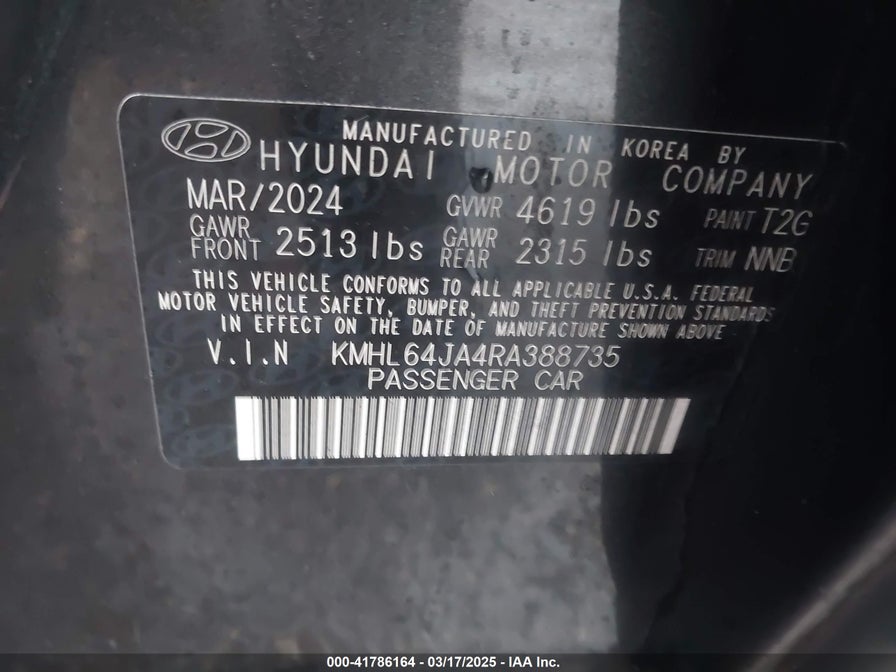 MANUFACTURED IN KOREA BY
HYUNDAI MOTOR COMPANY
MAR/2024 GVWR 4619 lbs PAINT T2G
GAWR FRONT 2513 lbs GAWR REAR 2315 lbs TRIM NNB
THIS VEHICLE CONFORMS TO ALL APPLICABLE U.S.A. FEDERAL
MOTOR VEHICLE SAFETY, BUMPER, AND THEFT PREVENTION STANDARDS
IN EFFECT ON THE DATE OF MANUFACTURE SHOWN ABOVE
V.I.N KMHL64JA4RA388735
PASSENGER CAR
000-41786164 - 03/17/2025 - IAA Inc.